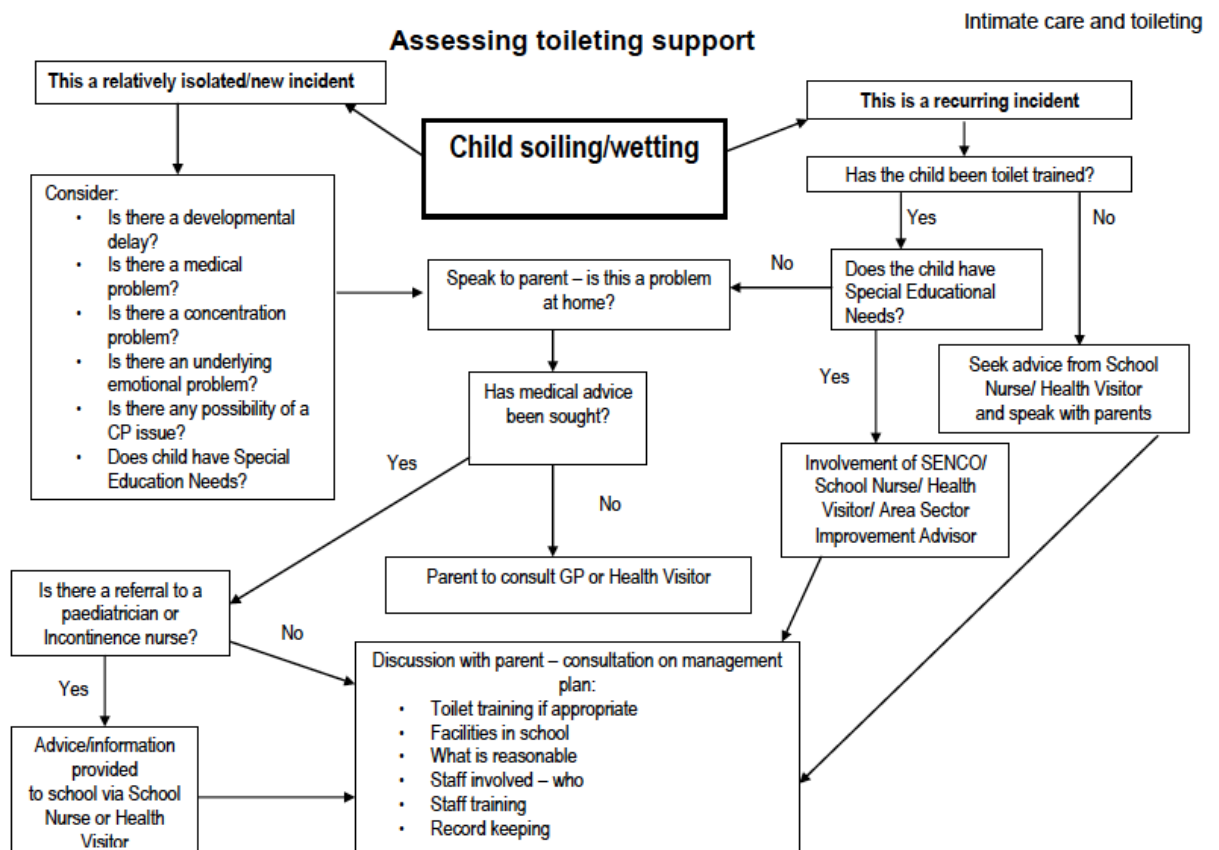 Intimate care and toileting
Assessing toileting support
This a relatively isolated/new incident
This is a recurring incident
Child soiling/wetting
Has the child been toilet trained?
Consider:
• Is there a developmental
delay?
• Is there a medical
problem?
• Is there a concentration
problem?
• Is there an underlying
emotional problem?
• Is there any possibility of a
CP issue?
• Does child have Special
Education Needs?
Yes
No
Speak to parent – is this a problem
at home?
No
Does the child have
Special Educational
Needs?
Has medical advice
been sought?
Yes
Seek advice from School
Nurse/ Health Visitor
and speak with parents
Yes
No
Involvement of SENCO/
School Nurse/ Health
Visitor/ Area Sector
Improvement Advisor
Parent to consult GP or Health Visitor
Is there a referral to a
paediatrician or
Incontinence nurse?
No
Yes
Discussion with parent – consultation on management
plan:
• Toilet training if appropriate
• Facilities in school
• What is reasonable
• Staff involved – who
• Staff training
• Record keeping
Advice/information
provided
to school via School
Nurse or Health
Visitor